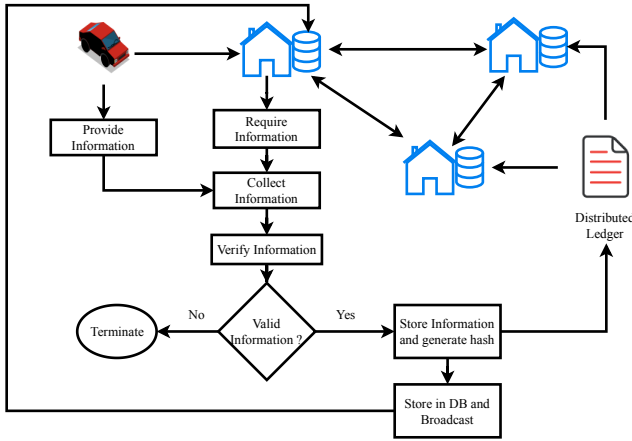 Provide
Information
Require
Information
Collect
Information
Distributed
Ledger
Verify Information
No
Yes
Terminate
Valid
Information ?
Store Information
and generate hash
Store in DB and
Broadcast